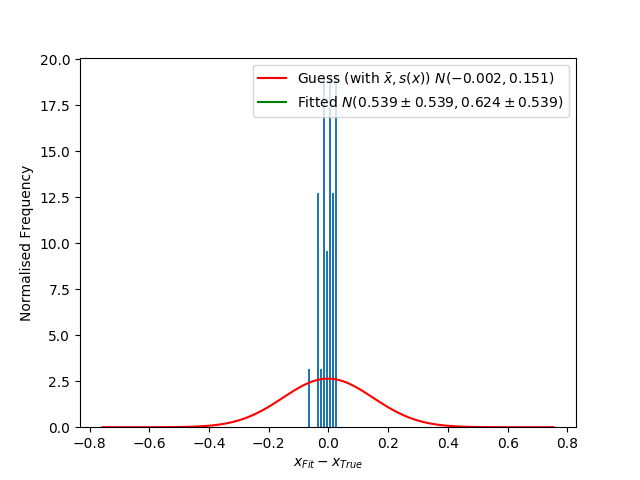 20.0
17.5
15.0
12.5
10.0
7.5
5.0
2.5
0.0
Normalised Frequency
Guess (with x̄, s(x)) N(−0.002, 0.151)
Fitted N(0.539 ± 0.539, 0.624 ± 0.539)
−0.8 −0.6 −0.4 −0.2 0.0 0.2 0.4 0.6 0.8
x_Fit − x_True